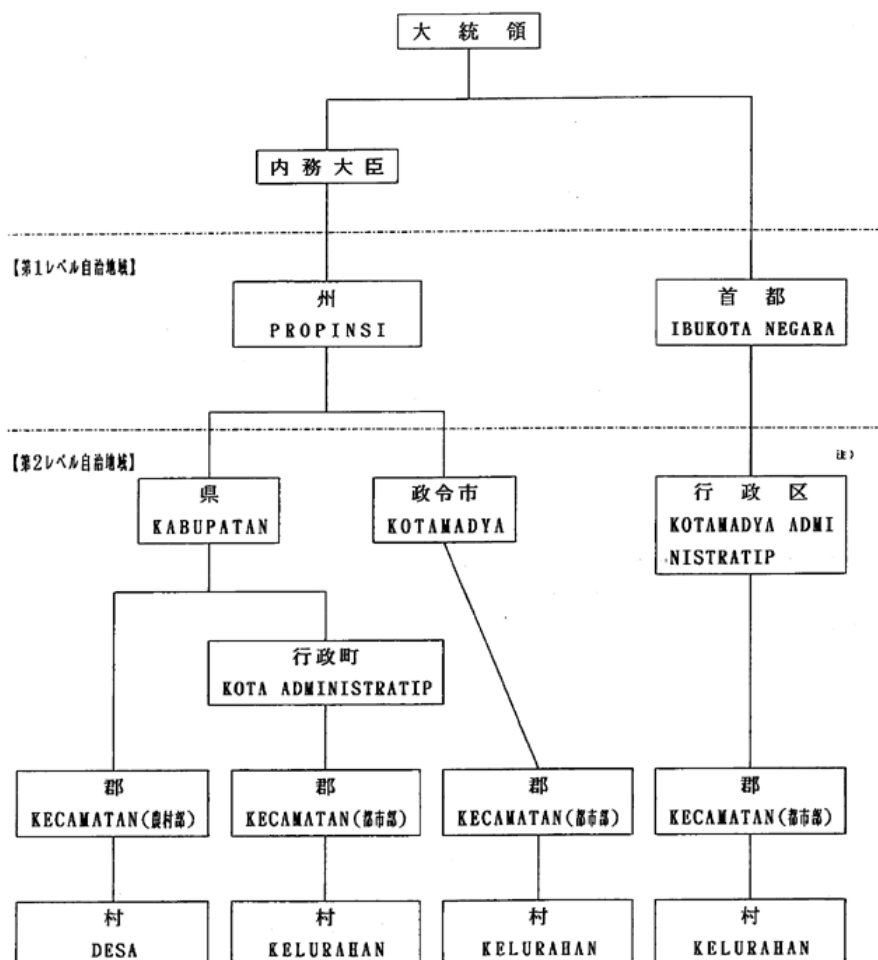 大統領
内務大臣
【第1レベル自治地域】
州
PROPINSI
首都
IBUKOTA NEGARA
【第2レベル自治地域】
注)
県
KABUPATAN
政令市
KOTAMADYA
行政区
KOTAMADYA ADMI
NISTRATIP
行政町
KOTA ADMINISTRATIP
郡
KECAMATAN(農村部)
郡
KECAMATAN(都市部)
郡
KECAMATAN(都市部)
郡
KECAMATAN(都市部)
村
DESA
村
KELURAHAN
村
KELURAHAN
村
KELURAHAN